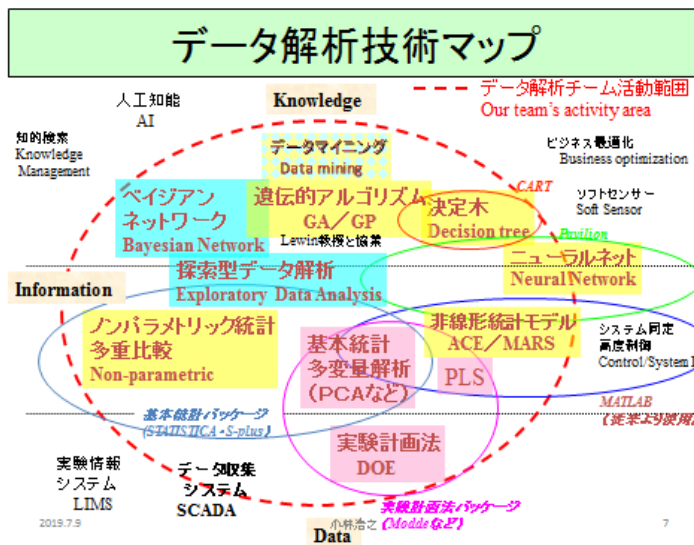 データ解析技術マップ
データ解析チーム活動範囲
Our team's activity area
人工知能
AI
Knowledge
知的検索
Knowledge
Management
データマイニング
Data mining
ビジネス最適化
Business optimization
ベイジアン
ネットワーク
Bayesian Network
遺伝的アルゴリズム
GA／GP
Lewin教授と協業
CART
決定木
Decision tree
ソフトセンサー
Soft Sensor
Pavilion
ニューラルネット
Neural Network
探索型データ解析
Exploratory Data Analysis
Information
ノンパラメトリック統計
多重比較
Non-parametric
基本統計
多変量解析
(PCAなど)
非線形統計モデル
ACE／MARS
PLS
システム同定
高度制御
Control/System I
MATLAB
(従来より使用)
基本統計パッケージ
(STATISTICA・S-plus)
実験計画法
DOE
実験情報
システム
LIMS
データ収集
システム
SCADA
実験計画法パッケージ
(Moddeなど)
2019.7.9
小林浩之
7
Data